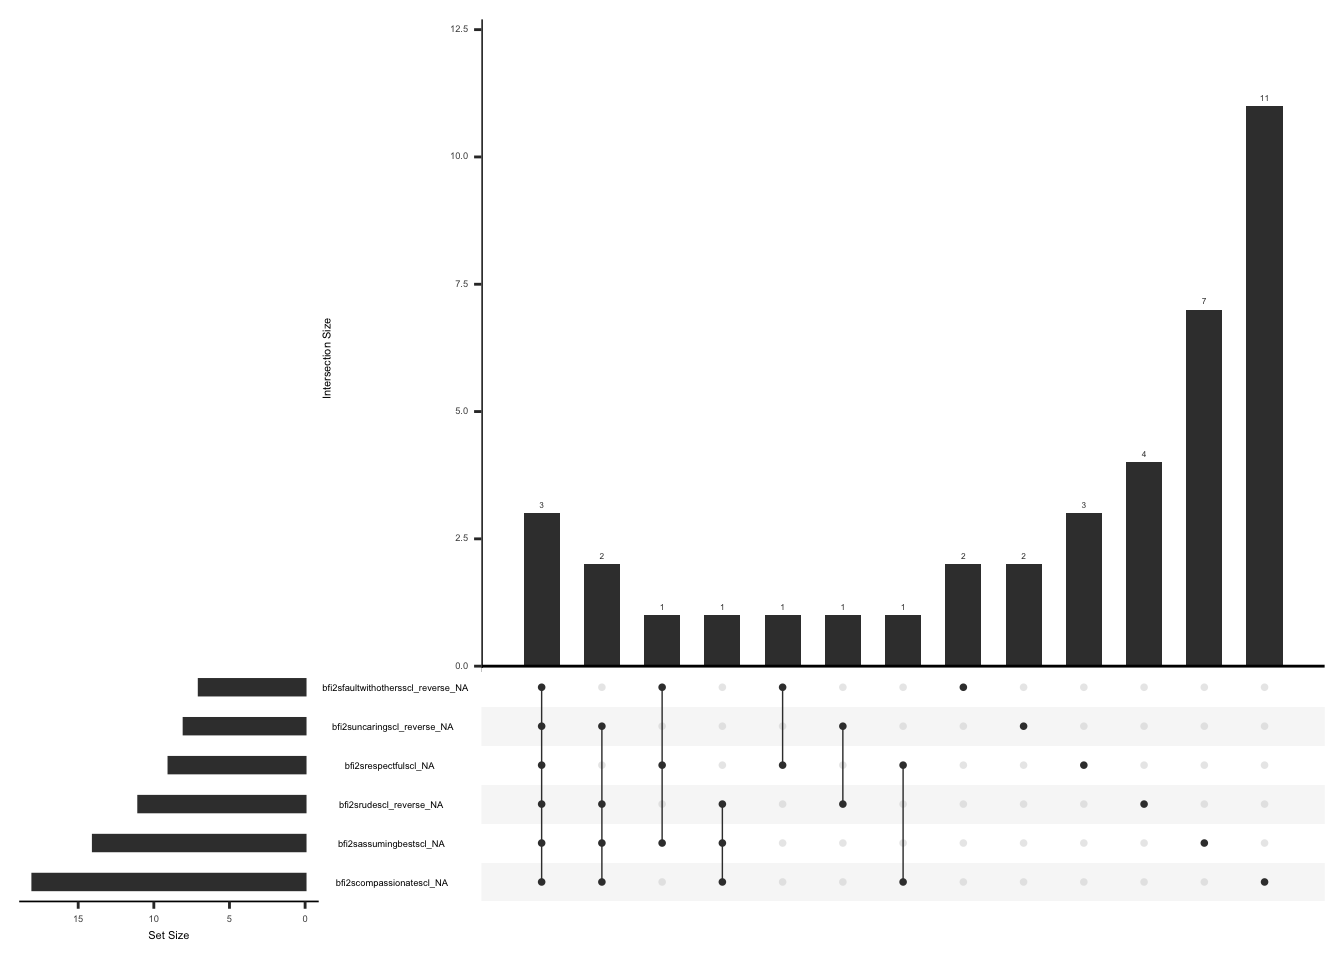 12.5
11
10.0
7.5
7
Intersection Size
5.0
4
3
3
2.5
2
2
2
1
1
1
1
1
0.0
bfi2sfaultwithothersscl_reverse_NA
bfi2suncaringscl_reverse_NA
bfi2srespectfulscl_NA
bfi2srudescl_reverse_NA
bfi2sassumingbestscl_NA
bfi2scompassionatescl_NA
15 10 5 0
Set Size